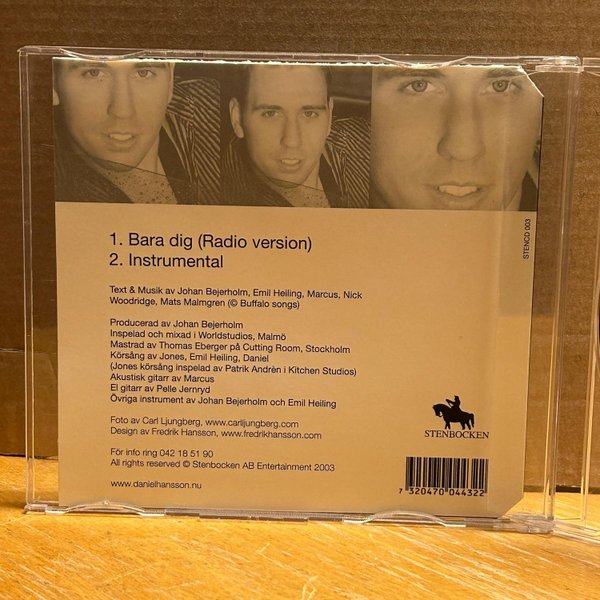 1. Bara dig (Radio version)
2. Instrumental
Text & Musik av Johan Bejerholm, Emil Heiling, Marcus, Nick
Woodridge, Mats Malmgren (© Buffalo songs)
Producerad av Johan Bejerholm
Inspelad och mixad i Worldstudios, Malmö
Mastrad av Thomas Eberger på Cutting Room, Stockholm
Körsång av Jones, Emil Heiling, Daniel
(Jones körsång inspelad av Patrik Andrèn i Kitchen Studios)
Akustisk gitarr av Marcus
El gitarr av Pelle Jernryd
Övriga instrument av Johan Bejerholm och Emil Heiling
Foto av Carl Ljungberg, www.carlljungberg.com
Design av Fredrik Hansson, www.fredrikhansson.com
För info ring 042 18 51 90
All rights reserved © Stenbocken AB Entertainment 2003
www.danielhansson.nu
STENCD 003
STENBOCKEN
7 320470 044322